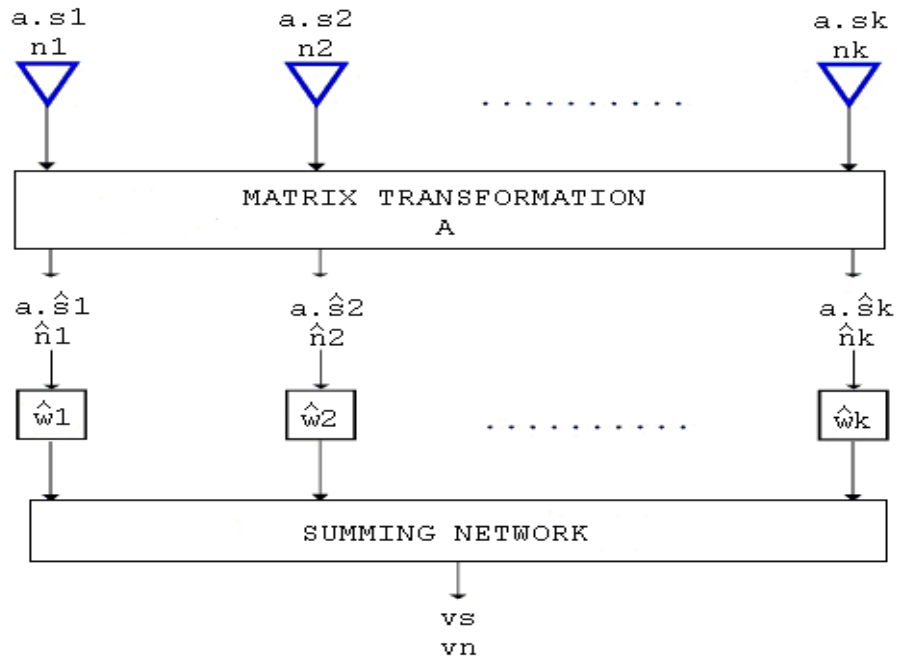 a.s1 a.s2 a.sk
n1 n2 nk
. . . . . . . . . .
MATRIX TRANSFORMATION
A
a.ŝ1 a.ŝ2 a.ŝk
n̂1 n̂2 n̂k
ŵ1 ŵ2 . . . . . . . . . . ŵk
SUMMING NETWORK
vs
vn